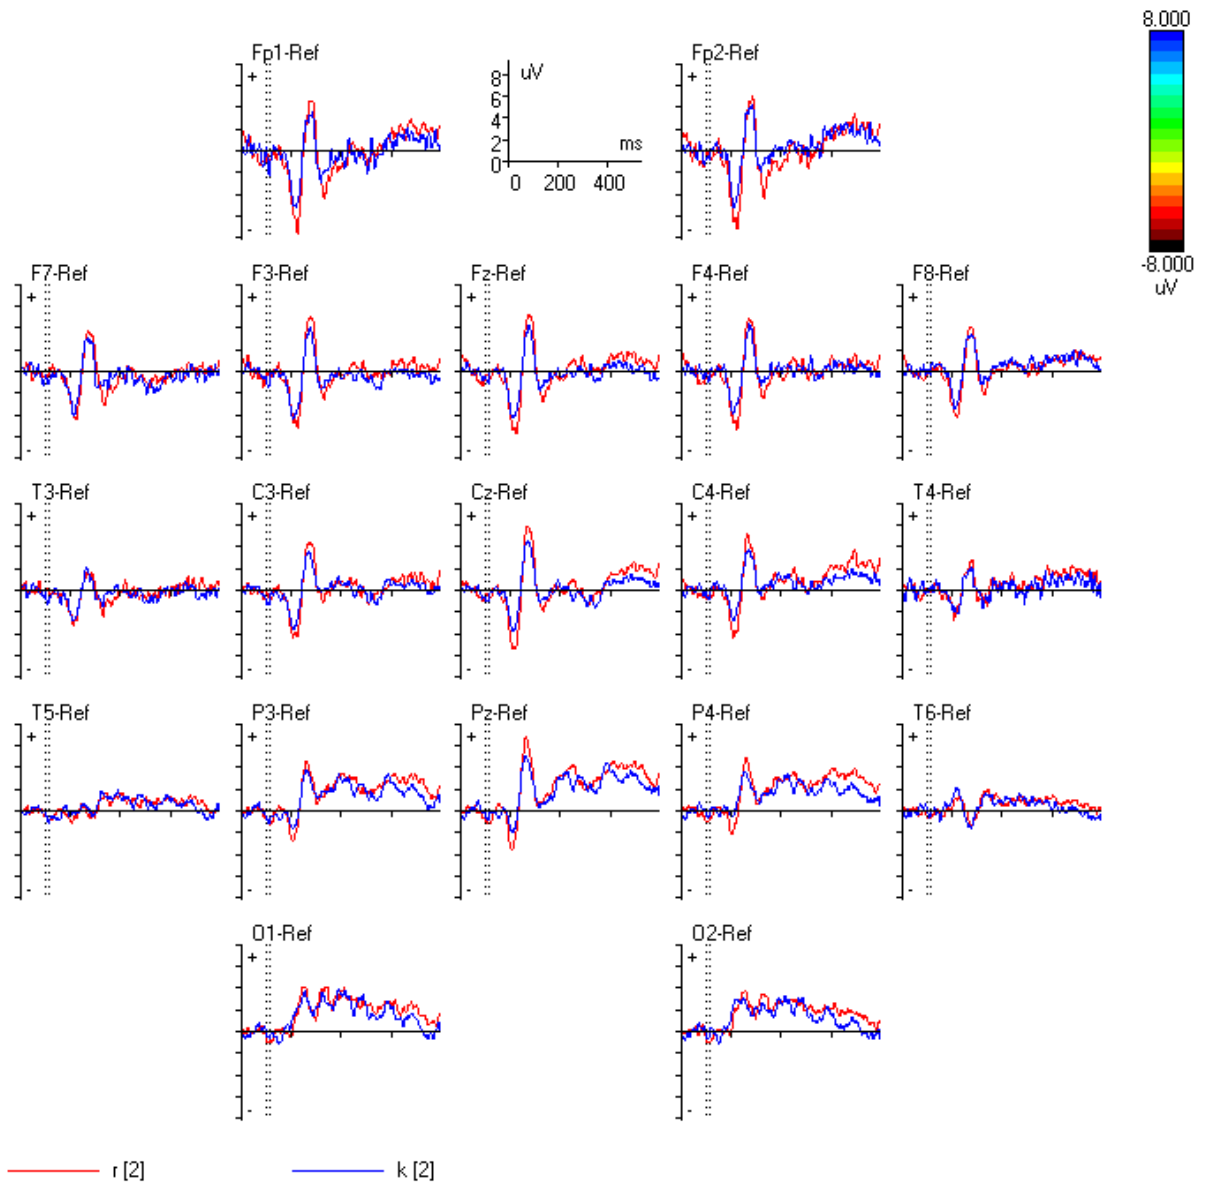 8.000
Fp1-Ref
Fp2-Ref
+
8
uV
6
4
2
0
ms
0 200 400
+
-
-
-8.000
uV
F7-Ref
F3-Ref
Fz-Ref
F4-Ref
F8-Ref
+
+
+
+
+
-
-
-
-
-
T3-Ref
C3-Ref
Cz-Ref
C4-Ref
T4-Ref
+
+
+
+
+
-
-
-
-
-
T5-Ref
P3-Ref
Pz-Ref
P4-Ref
T6-Ref
+
+
+
+
+
-
-
-
-
-
O1-Ref
O2-Ref
+
+
-
-
r [2]
k [2]